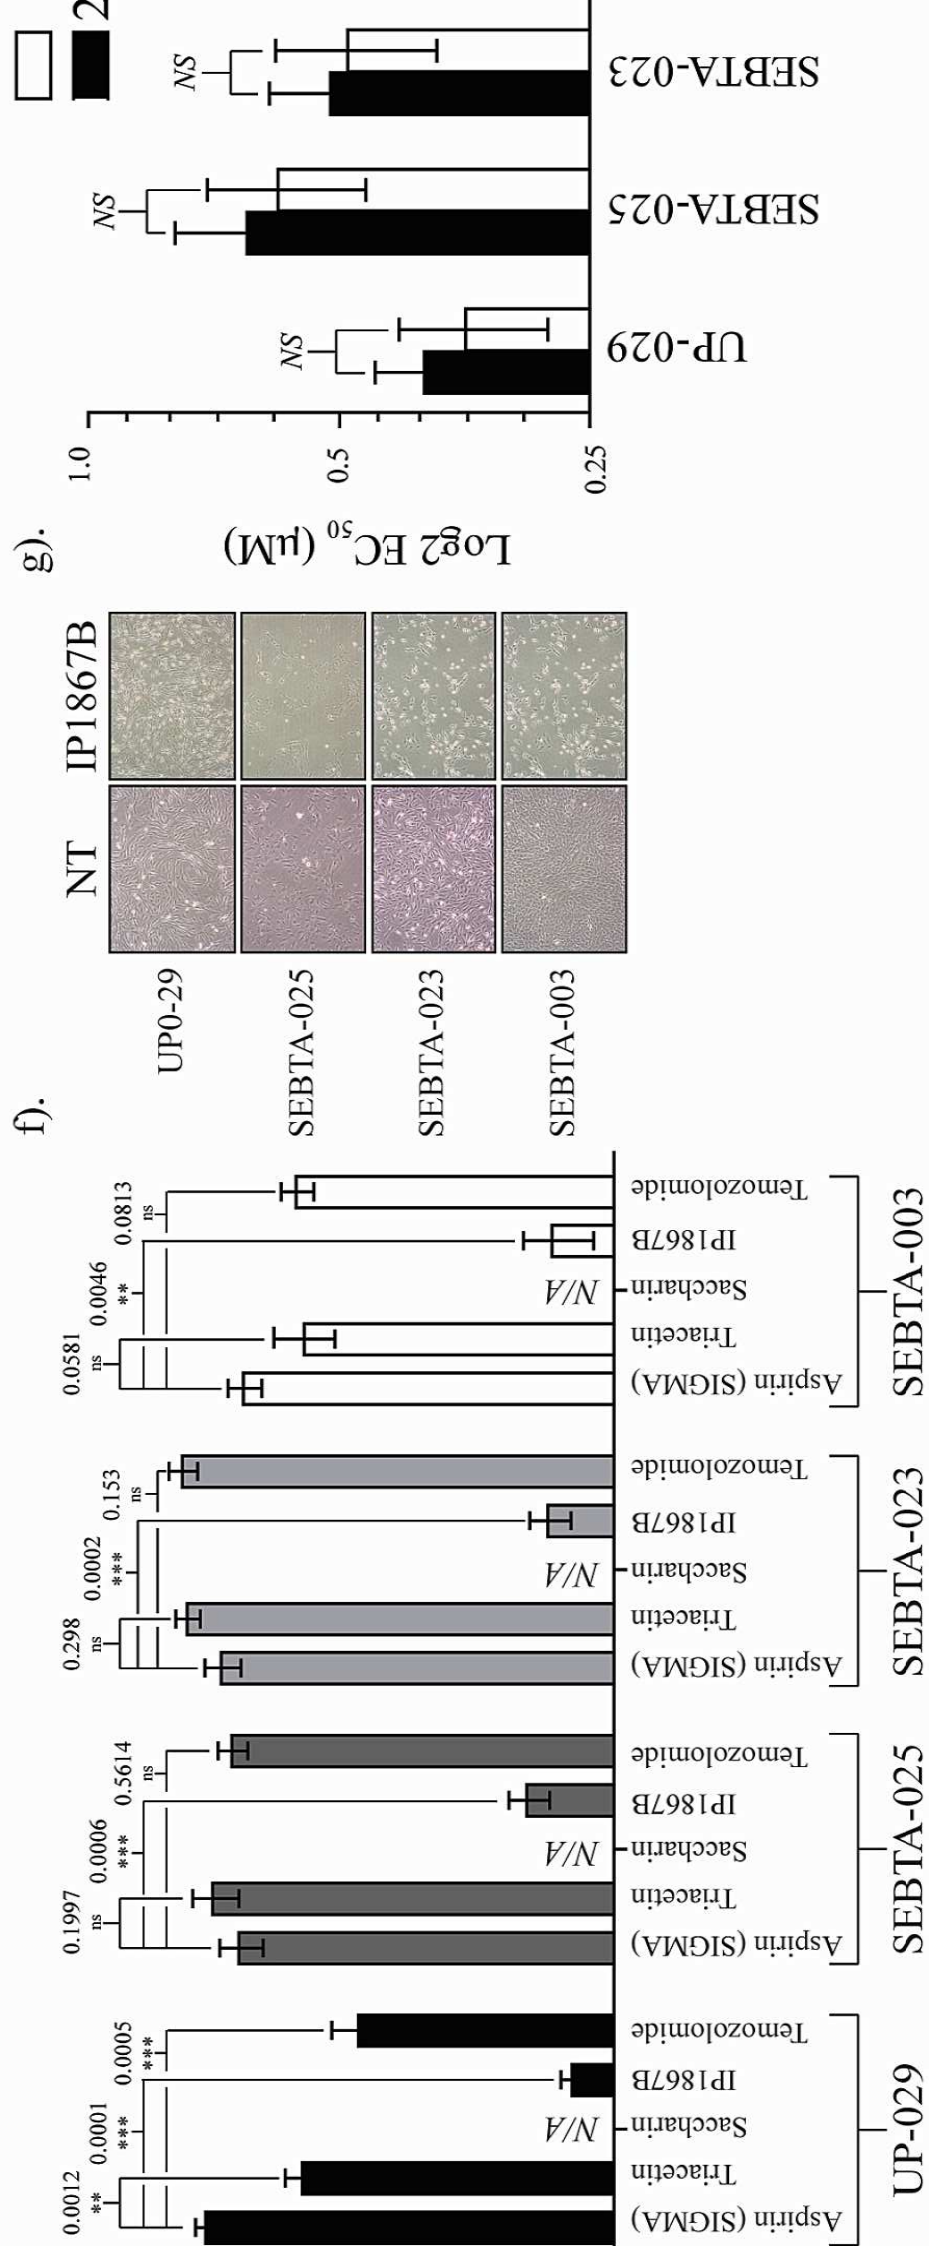 0.0012
**
0.0001
***
0.0005
***
N/A
Aspirin (SIGMA)
Triacetin
Saccharin
IP1867B
Temozolomide
UP-029
0.1997
ns
0.0006
***
0.5614
ns
N/A
Aspirin (SIGMA)
Triacetin
Saccharin
IP1867B
Temozolomide
SEBTA-025
0.298
ns
0.0002
***
0.153
ns
N/A
Aspirin (SIGMA)
Triacetin
Saccharin
IP1867B
Temozolomide
SEBTA-023
0.0581
ns
0.0046
**
0.0813
ns
N/A
Aspirin (SIGMA)
Triacetin
Saccharin
IP1867B
Temozolomide
SEBTA-003
f).
NT
IP1867B
UP0-29
SEBTA-025
SEBTA-023
SEBTA-003
g).
Log2 EC50 (µM)
1.0
0.5
0.25
NS
NS
NS
UP-029
SEBTA-025
SEBTA-023
2